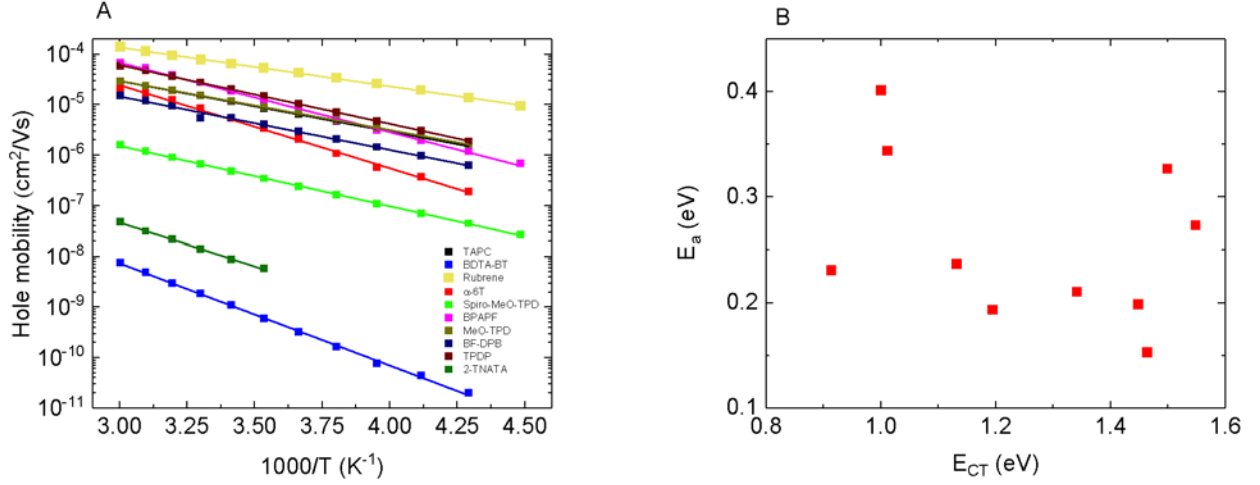 A
Hole mobility (cm²/Vs)
10⁻⁴
10⁻⁵
10⁻⁶
10⁻⁷
10⁻⁸
10⁻⁹
10⁻¹⁰
10⁻¹¹
TAPC
BDTA-BT
Rubrene
α-6T
Spiro-MeO-TPD
BPAPF
MeO-TPD
BF-DPB
TPDP
2-TNATA
3.00 3.25 3.50 3.75 4.00 4.25 4.50
1000/T (K⁻¹)
B
Eₐ (eV)
0.4
0.3
0.2
0.1
0.8 1.0 1.2 1.4 1.6
E_CT (eV)